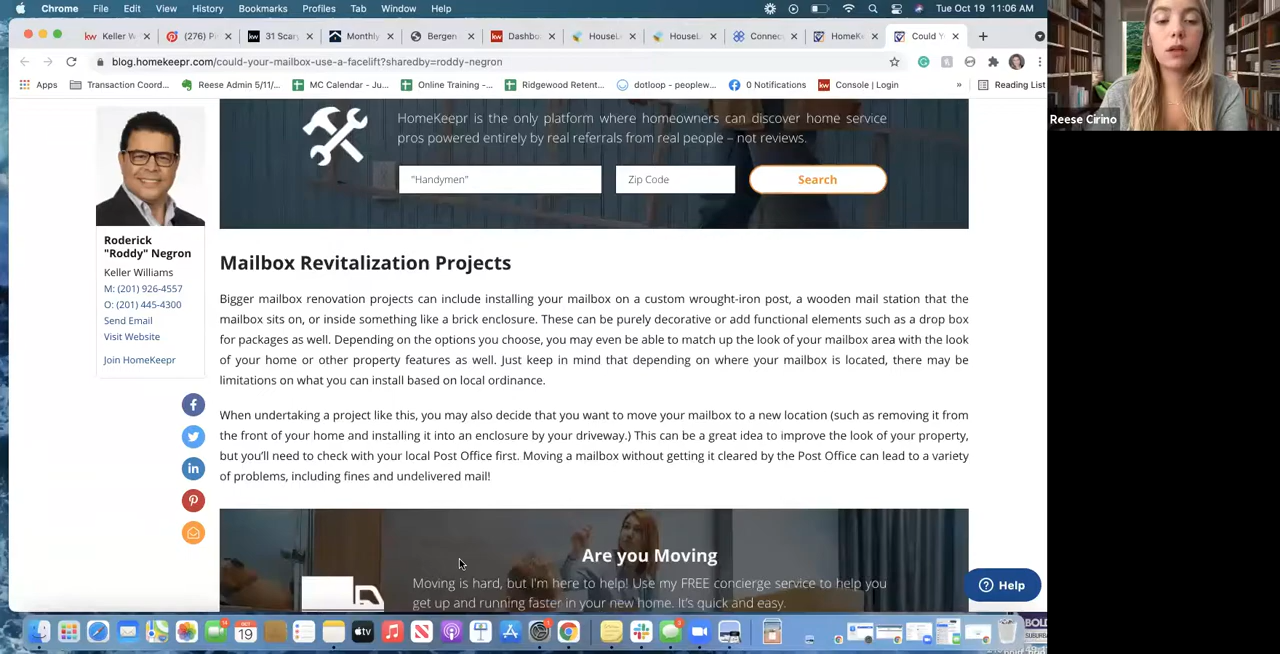 Chrome File Edit View History Bookmarks Profiles Tab Window Help Tue Oct 19 11:06 AM
Keller W (276) Pi 31 Scary Monthly Bergen Dashbo HouseL HouseL Connec HomeKe Could Y
blog.homekeepr.com/could-your-mailbox-use-a-facelift?sharedby=roddy-negron
Apps Transaction Coord... Reese Admin 5/11/... MC Calendar - Ju... Online Training -... Ridgewood Retent... dotloop - peoplew... 0 Notifications Console | Login » Reading List
Reese Cirino
HomeKeepr is the only platform where homeowners can discover home service
pros powered entirely by real referrals from real people – not reviews.
"Handymen" Zip Code Search
Roderick
"Roddy" Negron
Keller Williams
M: (201) 926-4557
O: (201) 445-4300
Send Email
Visit Website
Join HomeKeepr
Mailbox Revitalization Projects
Bigger mailbox renovation projects can include installing your mailbox on a custom wrought-iron post, a wooden mail station that the
mailbox sits on, or inside something like a brick enclosure. These can be purely decorative or add functional elements such as a drop box
for packages as well. Depending on the options you choose, you may even be able to match up the look of your mailbox area with the look
of your home or other property features as well. Just keep in mind that depending on where your mailbox is located, there may be
limitations on what you can install based on local ordinance.
When undertaking a project like this, you may also decide that you want to move your mailbox to a new location (such as removing it from
the front of your home and installing it into an enclosure by your driveway.) This can be a great idea to improve the look of your property,
but you'll need to check with your local Post Office first. Moving a mailbox without getting it cleared by the Post Office can lead to a variety
of problems, including fines and undelivered mail!
Are you Moving
Moving is hard, but I'm here to help! Use my FREE concierge service to help you
get up and running faster in your new home. It's quick and easy.
Help